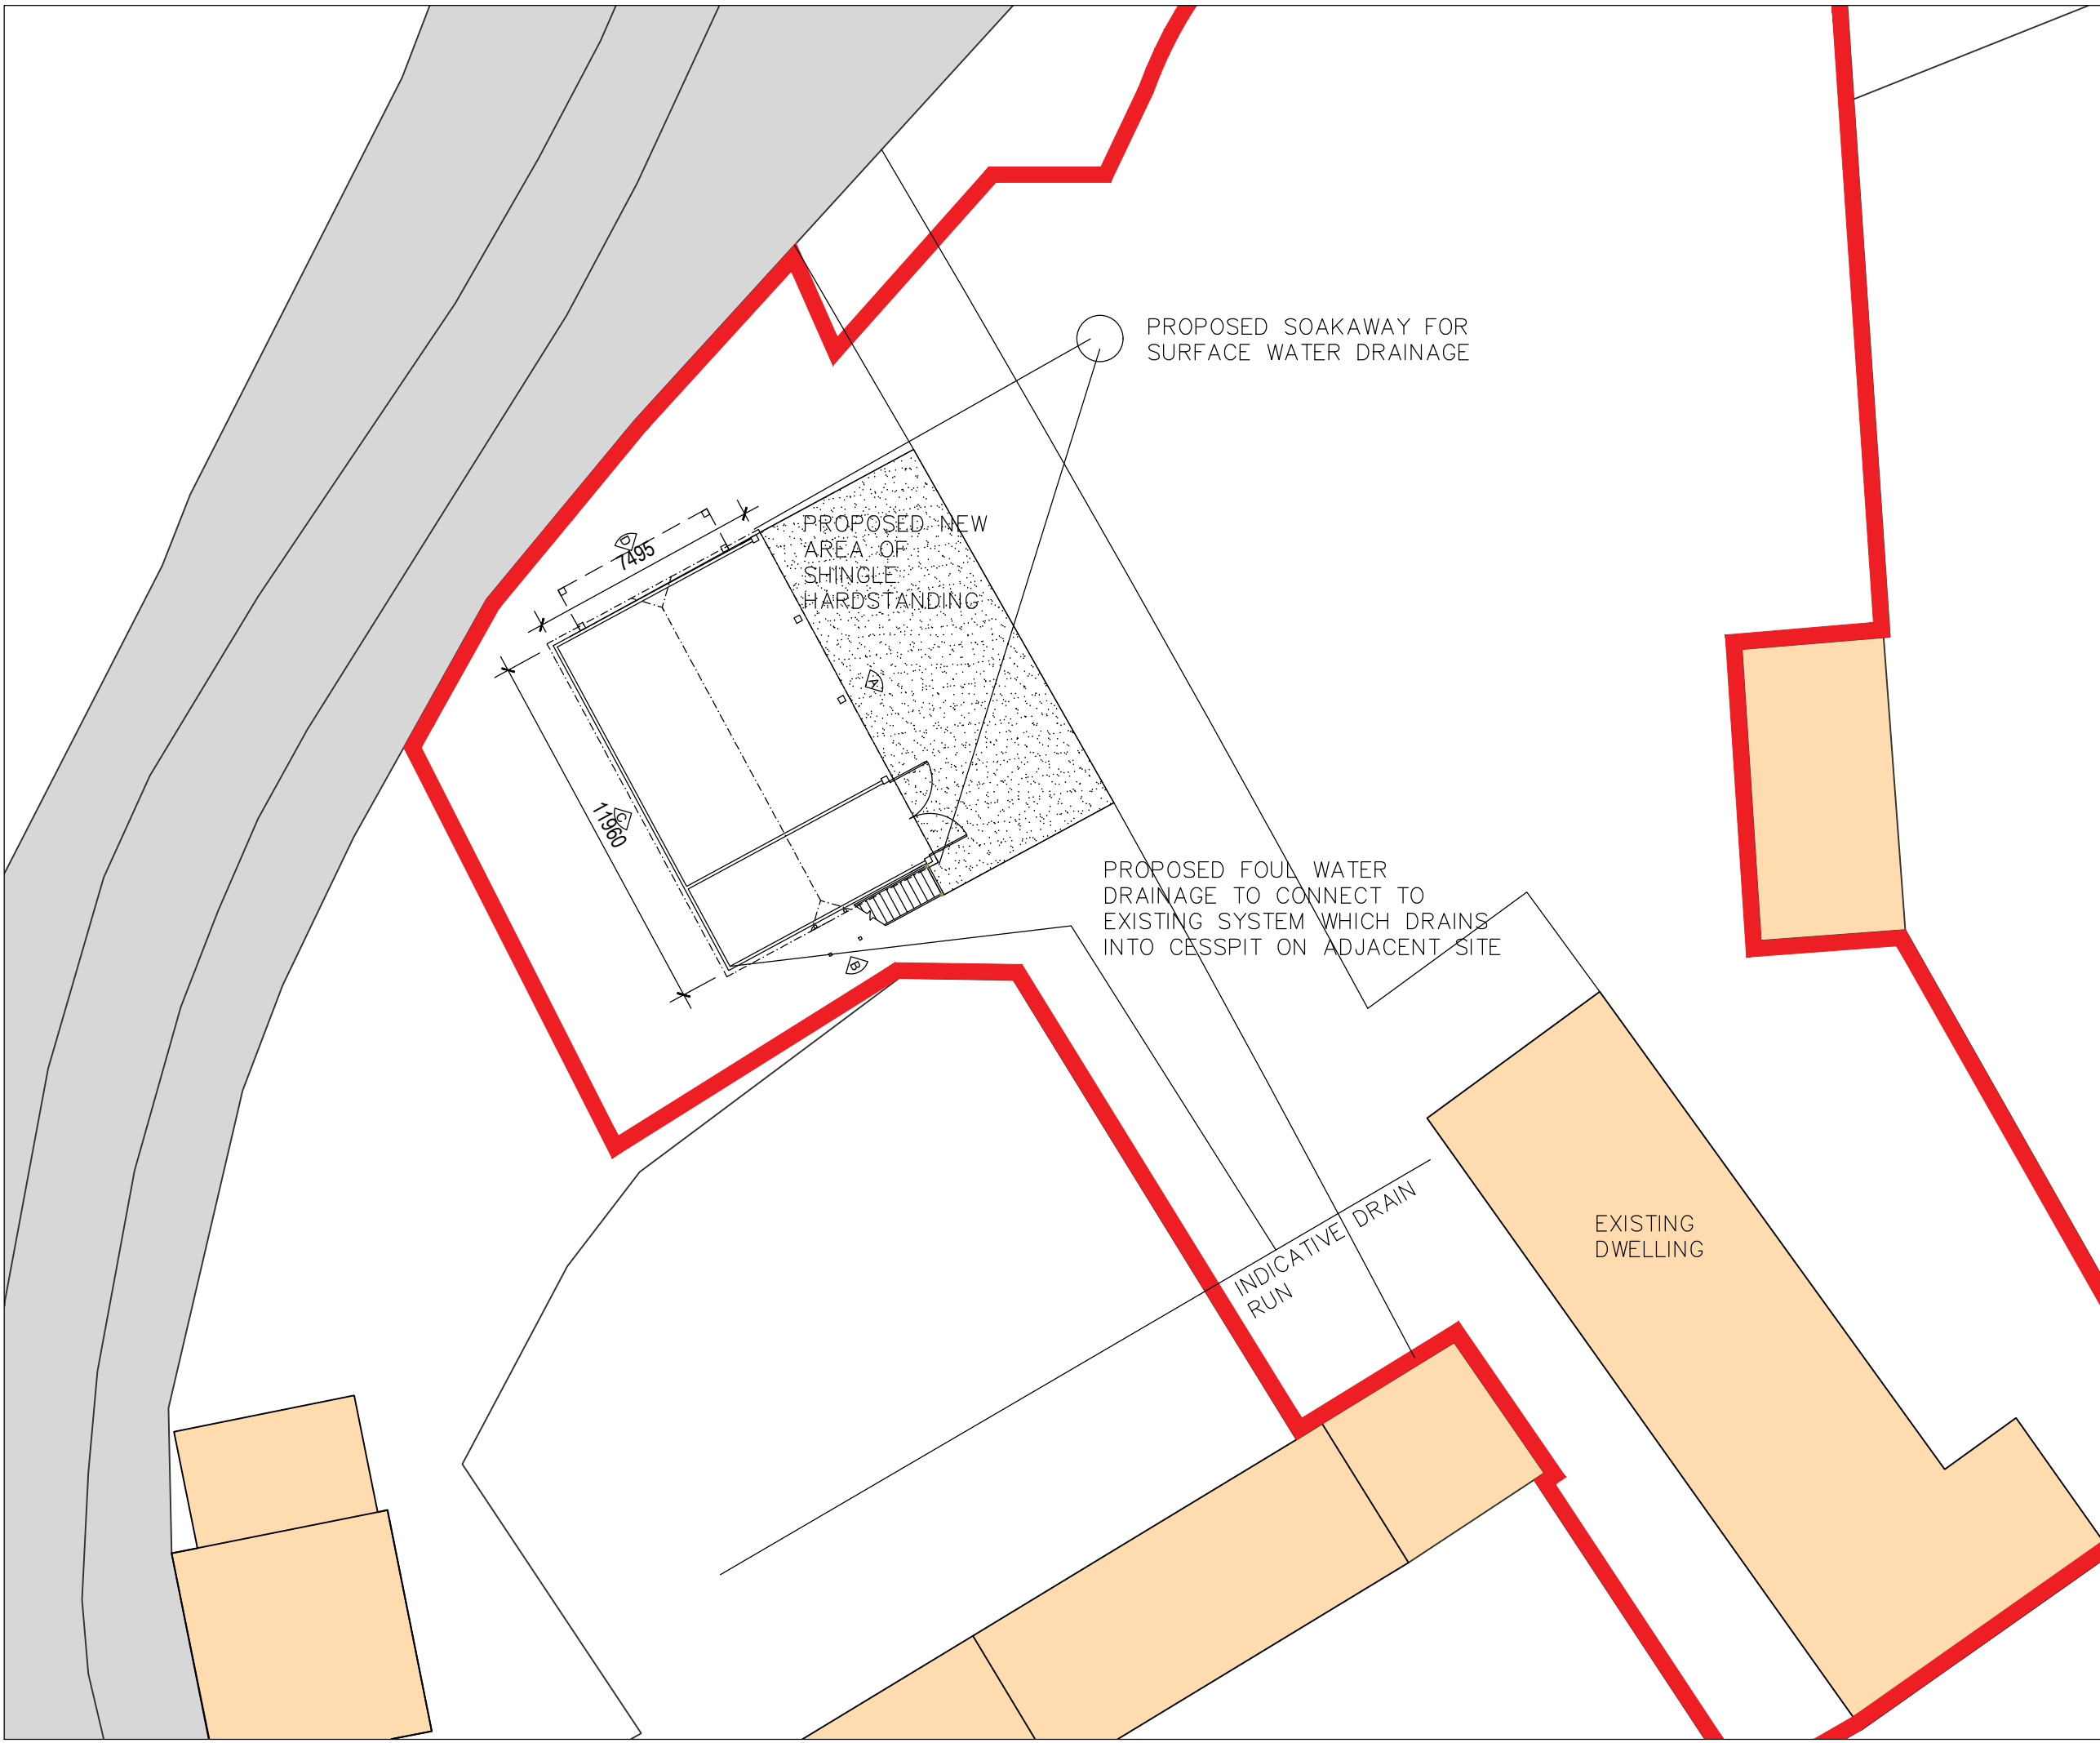 PROPOSED SOAKAWAY FOR
SURFACE WATER DRAINAGE
D
7495
PROPOSED NEW
AREA OF
SHINGLE
HARDSTANDING
A
C
11960
PROPOSED FOUL WATER
DRAINAGE TO CONNECT TO
EXISTING SYSTEM WHICH DRAINS
INTO CESSPIT ON ADJACENT SITE
B
INDICATIVE DRAIN
RUN
EXISTING
DWELLING